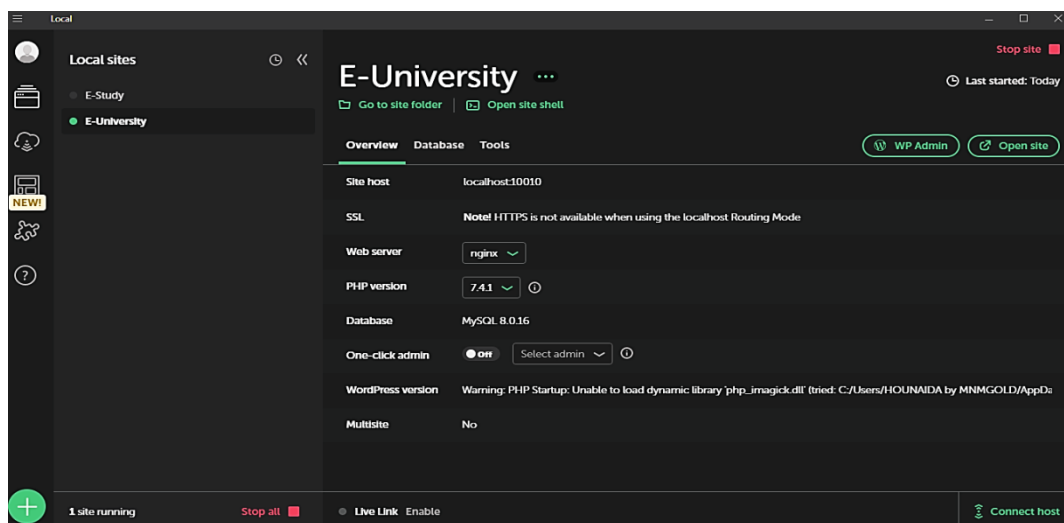 Local
Local sites
E-Study
E-University
NEW!
1 site running
Stop all
Stop site
E-University ...
Last started: Today
Go to site folder
Open site shell
Overview Database Tools
WP Admin
Open site
Site host localhost:10010
SSL Note! HTTPS is not available when using the localhost Routing Mode
Web server nginx
PHP version 7.4.1
Database MySQL 8.0.16
One-click admin Off Select admin
WordPress version Warning: PHP Startup: Unable to load dynamic library 'php_imagick.dll' (tried: C:/Users/HOUNAIDA by MNMGOLD/AppDa
Multisite No
Live Link Enable
Connect host